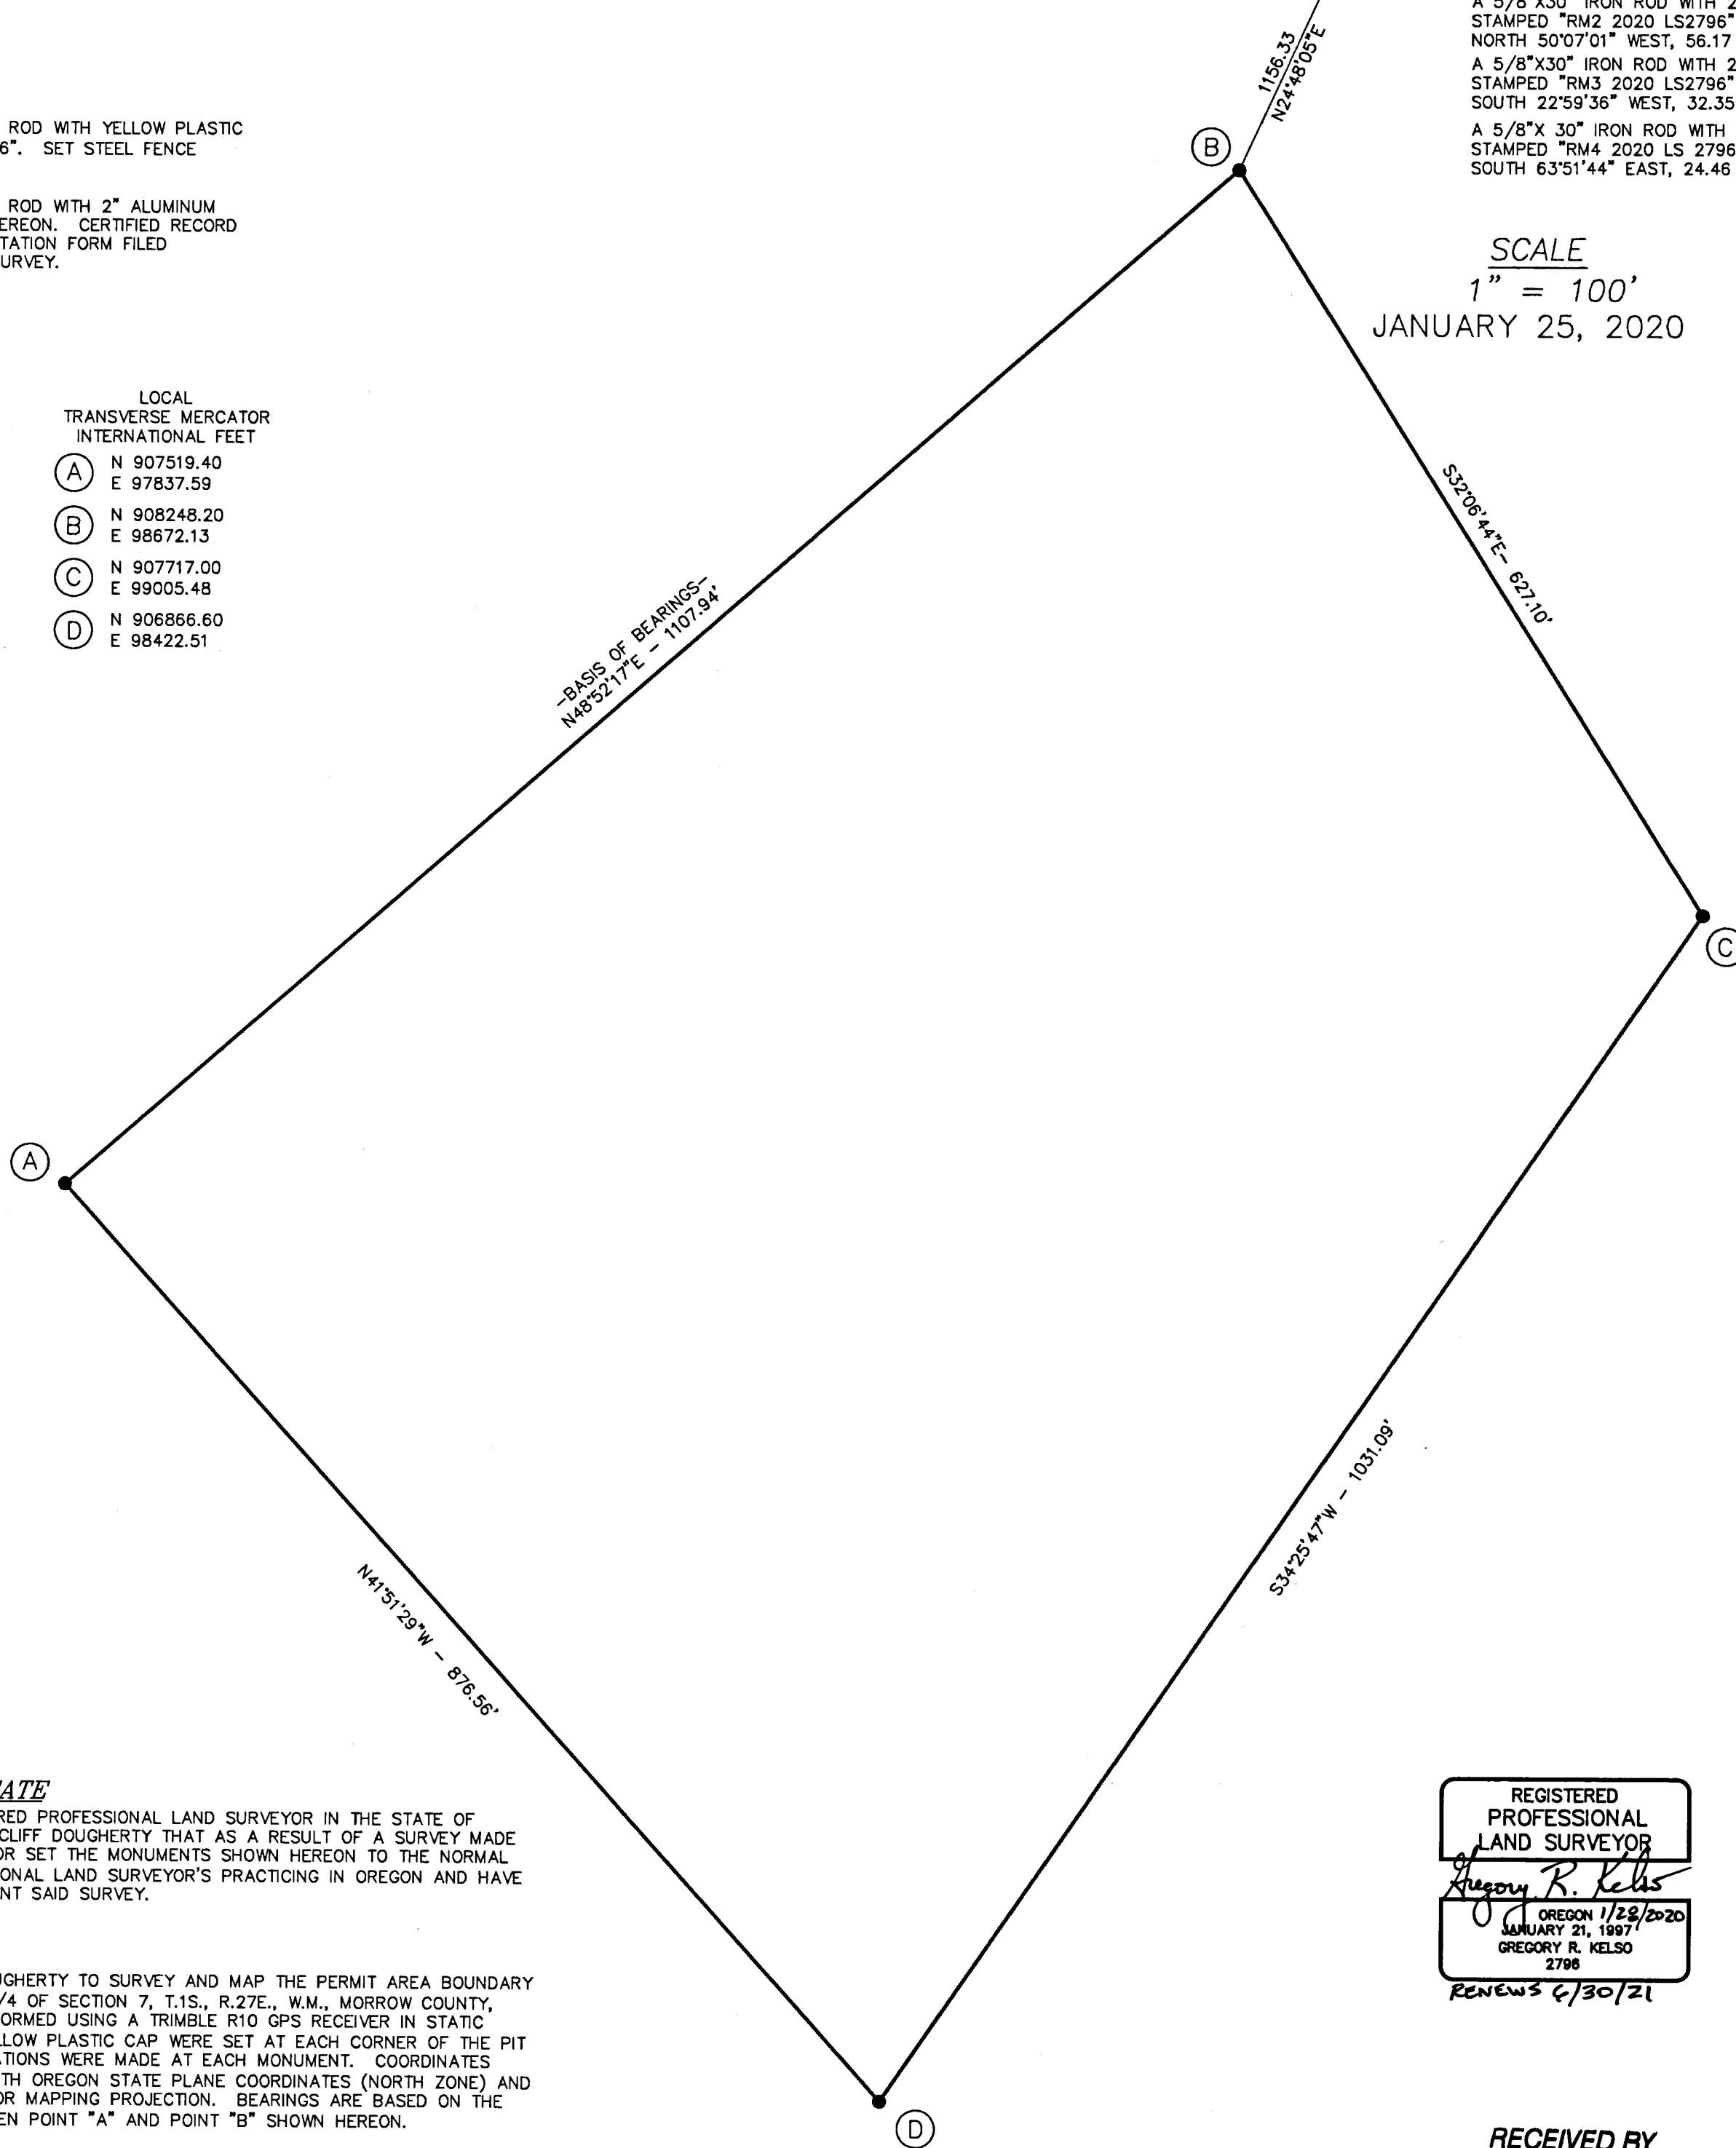 A 5/8"X30" IRON ROD WITH 2
STAMPED "RM2 2020 LS2796"
NORTH 50°07'01" WEST, 56.17
A 5/8"X30" IRON ROD WITH 2
STAMPED "RM3 2020 LS2796"
SOUTH 22°59'36" WEST, 32.35
A 5/8"X 30" IRON ROD WITH
STAMPED "RM4 2020 LS 2796
SOUTH 63°51'44" EAST, 24.46
1156.33
N24°48'05"E
B
ROD WITH YELLOW PLASTIC
6". SET STEEL FENCE
ROD WITH 2" ALUMINUM
EREON. CERTIFIED RECORD
TATION FORM FILED
URVEY.
SCALE
1" = 100'
JANUARY 25, 2020
LOCAL
TRANSVERSE MERCATOR
INTERNATIONAL FEET
A N 907519.40
E 97837.59
B N 908248.20
E 98672.13
C N 907717.00
E 99005.48
D N 906866.60
E 98422.51
-BASIS OF BEARINGS-
N48°52'17"E - 1107.94'
S32°06'44"E- 627.10'
C
A
S34°25'47"W - 1031.09'
N41°51'29"W - 876.56'
D
ATE
RED PROFESSIONAL LAND SURVEYOR IN THE STATE OF
CLIFF DOUGHERTY THAT AS A RESULT OF A SURVEY MADE
OR SET THE MONUMENTS SHOWN HEREON TO THE NORMAL
ONAL LAND SURVEYOR'S PRACTICING IN OREGON AND HAVE
NT SAID SURVEY.
UGHERTY TO SURVEY AND MAP THE PERMIT AREA BOUNDARY
/4 OF SECTION 7, T.1S., R.27E., W.M., MORROW COUNTY,
ORMED USING A TRIMBLE R10 GPS RECEIVER IN STATIC
LLOW PLASTIC CAP WERE SET AT EACH CORNER OF THE PIT
ATIONS WERE MADE AT EACH MONUMENT. COORDINATES
TH OREGON STATE PLANE COORDINATES (NORTH ZONE) AND
OR MAPPING PROJECTION. BEARINGS ARE BASED ON THE
EN POINT "A" AND POINT "B" SHOWN HEREON.
REGISTERED
PROFESSIONAL
LAND SURVEYOR
Gregory R. Kelso
OREGON 1/28/2020
JANUARY 21, 1997
GREGORY R. KELSO
2796
RENEWS 6/30/21
RECEIVED BY